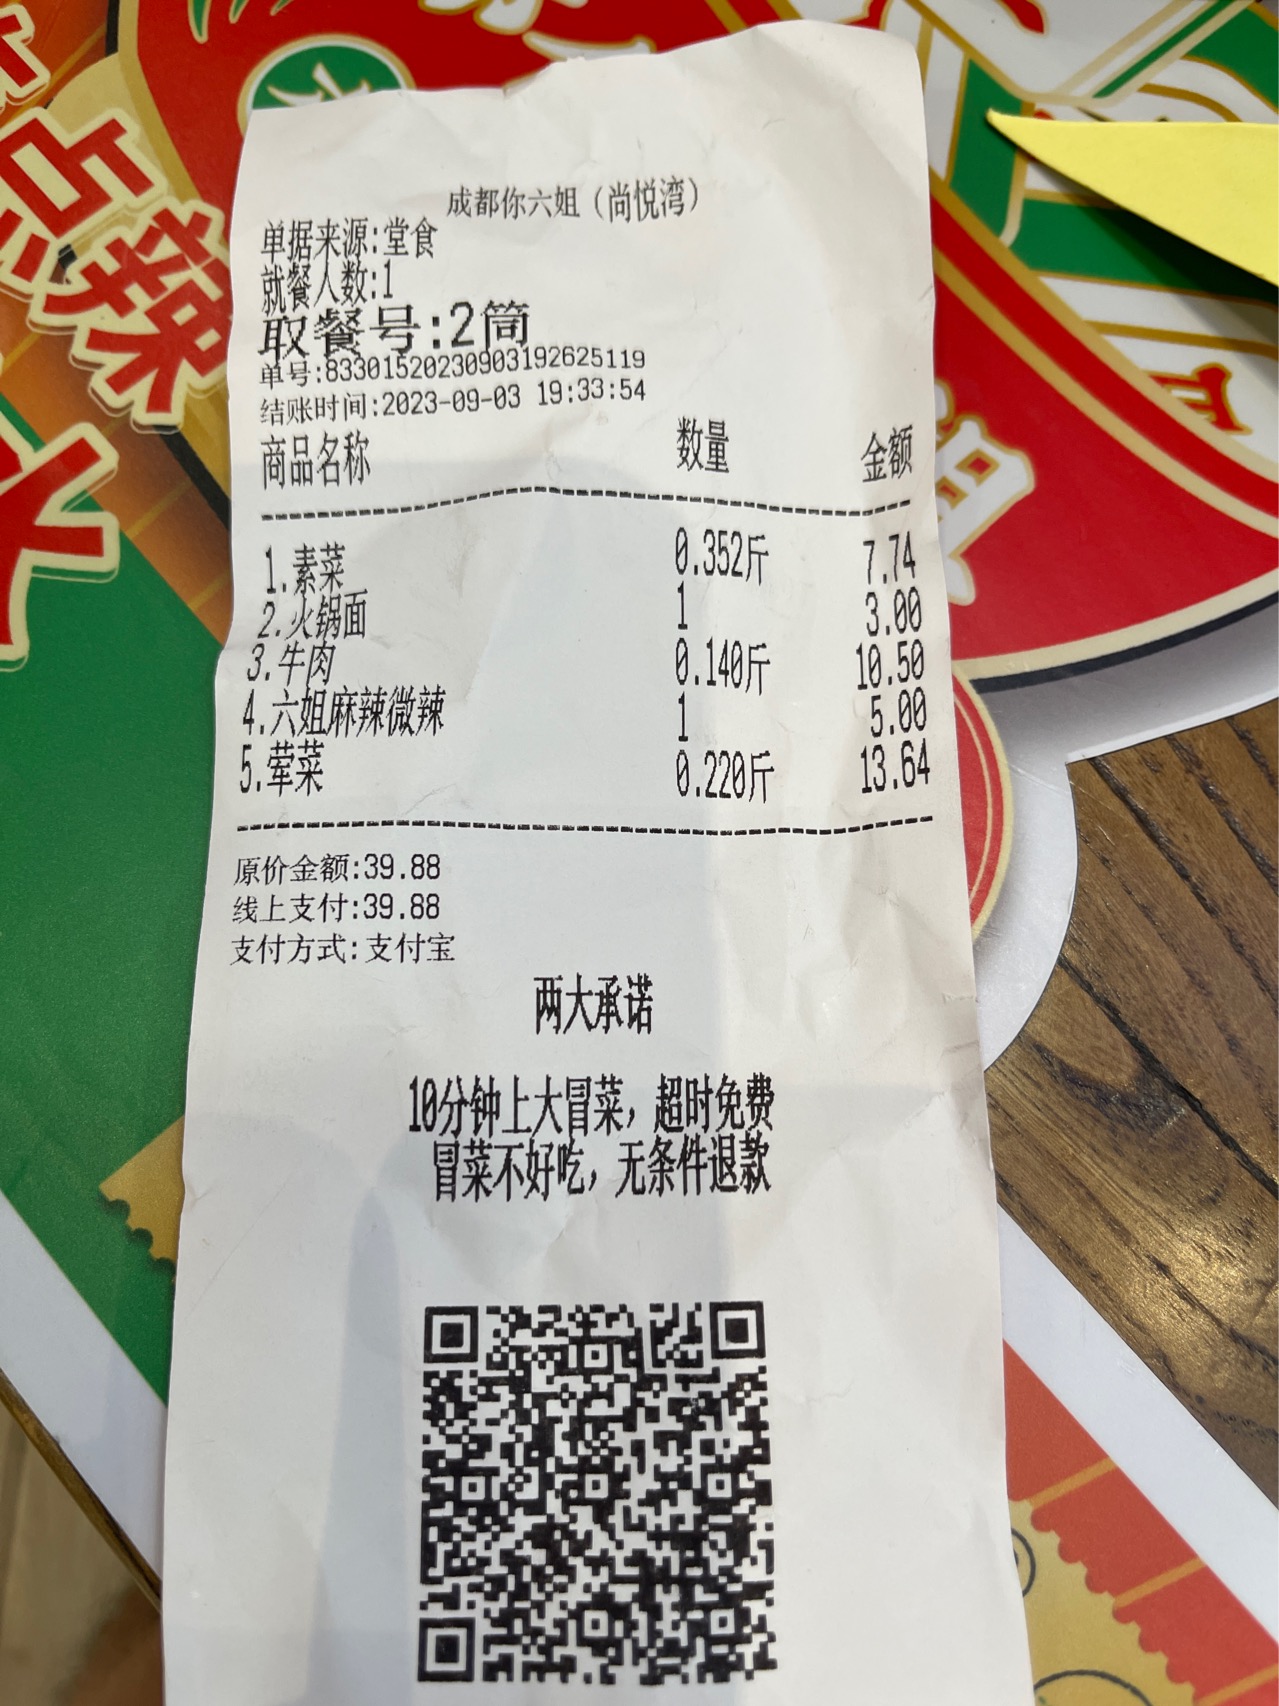 点辣
成都你六姐（尚悦湾）
单据来源:堂食
就餐人数:1
取餐号:2筒
单号:83301520230903192625119
结账时间:2023-09-03 19:33:54
商品名称 数量 金额
1.素菜 0.352斤 7.74
2.火锅面 1 3.00
3.牛肉 0.140斤 10.50
4.六姐麻辣微辣 1 5.00
5.荤菜 0.220斤 13.64
原价金额:39.88
线上支付:39.88
支付方式:支付宝
两大承诺
10分钟上大冒菜，超时免费
冒菜不好吃，无条件退款